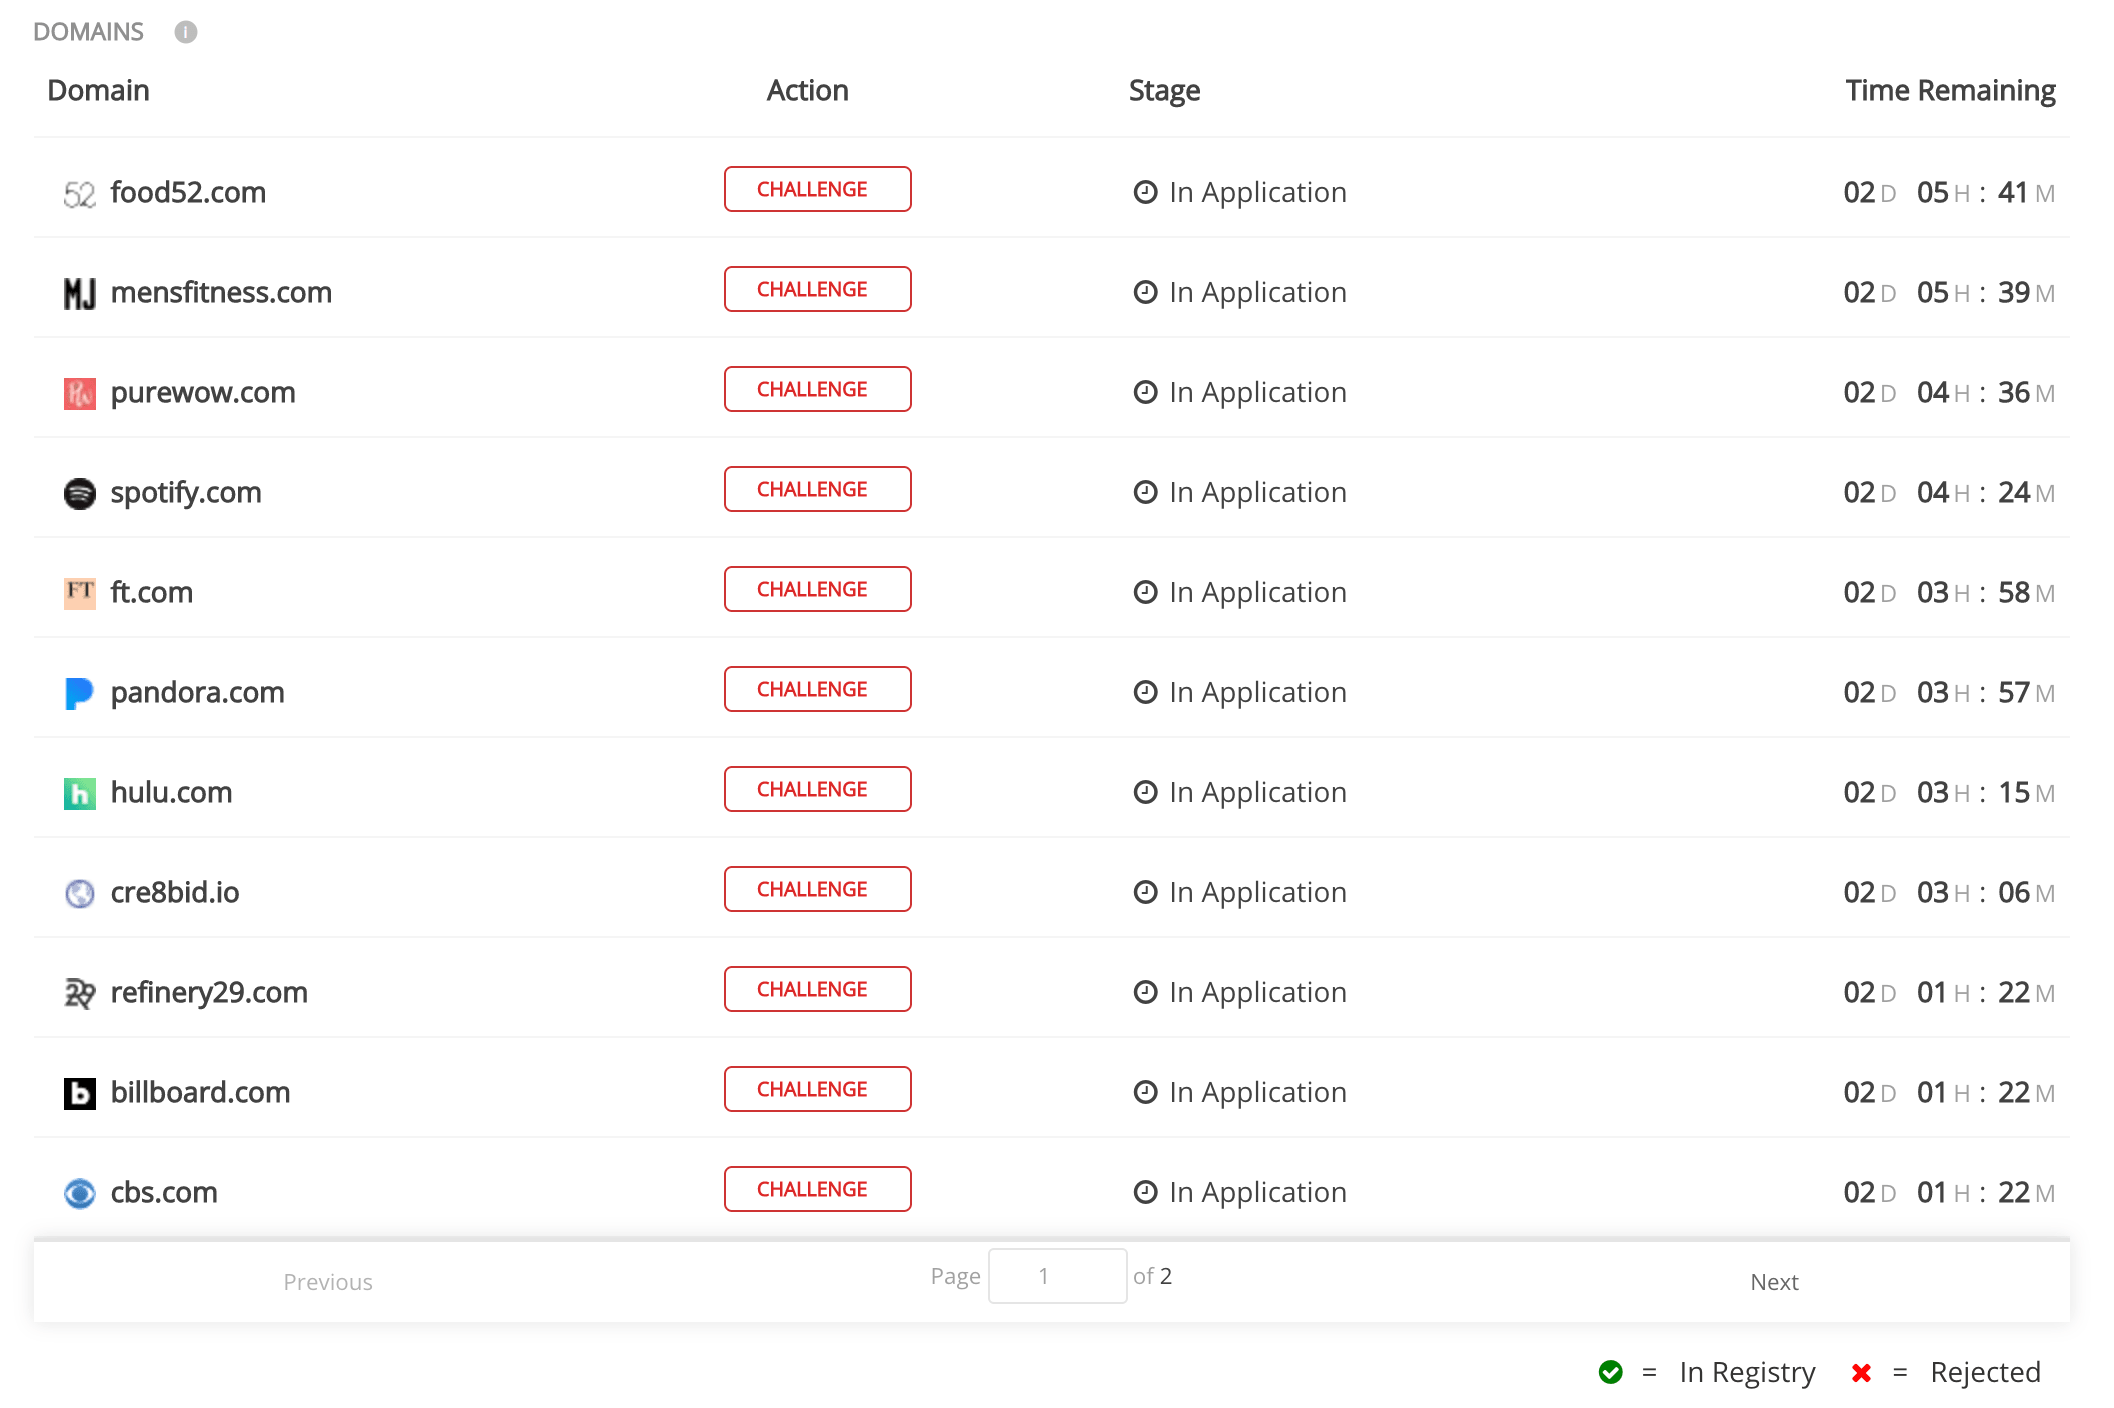 DOMAINS i
Domain Action Stage Time Remaining
52 food52.com CHALLENGE In Application 02 D 05 H : 41 M
MJ mensfitness.com CHALLENGE In Application 02 D 05 H : 39 M
PW purewow.com CHALLENGE In Application 02 D 04 H : 36 M
spotify.com CHALLENGE In Application 02 D 04 H : 24 M
FT ft.com CHALLENGE In Application 02 D 03 H : 58 M
pandora.com CHALLENGE In Application 02 D 03 H : 57 M
h hulu.com CHALLENGE In Application 02 D 03 H : 15 M
cre8bid.io CHALLENGE In Application 02 D 03 H : 06 M
29 refinery29.com CHALLENGE In Application 02 D 01 H : 22 M
b billboard.com CHALLENGE In Application 02 D 01 H : 22 M
cbs.com CHALLENGE In Application 02 D 01 H : 22 M
Previous Page 1 of 2 Next
= In Registry = Rejected